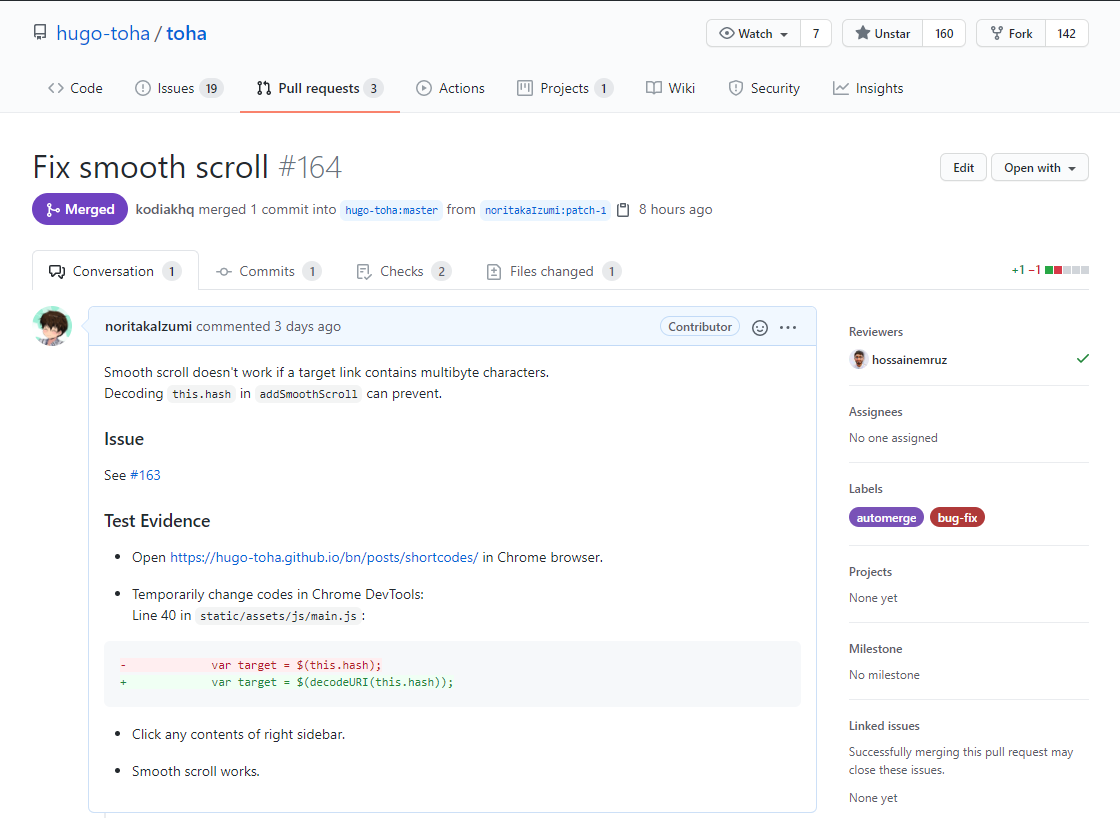 hugo-toha / toha
Watch 7 Unstar 160 Fork 142
Code Issues 19 Pull requests 3 Actions Projects 1 Wiki Security Insights
Fix smooth scroll #164
Edit Open with
Merged kodiakhq merged 1 commit into hugo-toha:master from noritakaIzumi:patch-1 8 hours ago
Conversation 1 Commits 1 Checks 2 Files changed 1
+1 −1
noritakaIzumi commented 3 days ago
Contributor
Smooth scroll doesn't work if a target link contains multibyte characters.
Decoding this.hash in addSmoothScroll can prevent.
Issue
See #163
Test Evidence
Open https://hugo-toha.github.io/bn/posts/shortcodes/ in Chrome browser.
Temporarily change codes in Chrome DevTools:
Line 40 in static/assets/js/main.js :
- var target = $(this.hash);
+ var target = $(decodeURI(this.hash));
Click any contents of right sidebar.
Smooth scroll works.
Reviewers
hossainemruz
Assignees
No one assigned
Labels
automerge bug-fix
Projects
None yet
Milestone
No milestone
Linked issues
Successfully merging this pull request may
close these issues.
None yet